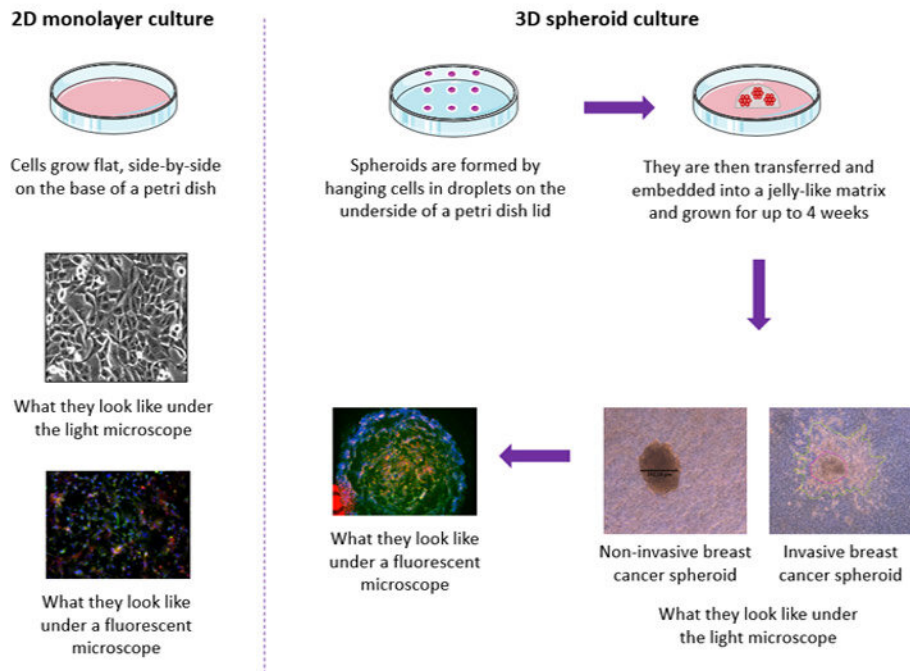 2D monolayer culture
Cells grow flat, side-by-side
on the base of a petri dish
What they look like under
the light microscope
What they look like
under a fluorescent
microscope
3D spheroid culture
Spheroids are formed by
hanging cells in droplets on the
underside of a petri dish lid
They are then transferred and
embedded into a jelly-like matrix
and grown for up to 4 weeks
Non-invasive breast
cancer spheroid
Invasive breast
cancer spheroid
What they look like under
the light microscope
What they look like
under a fluorescent
microscope